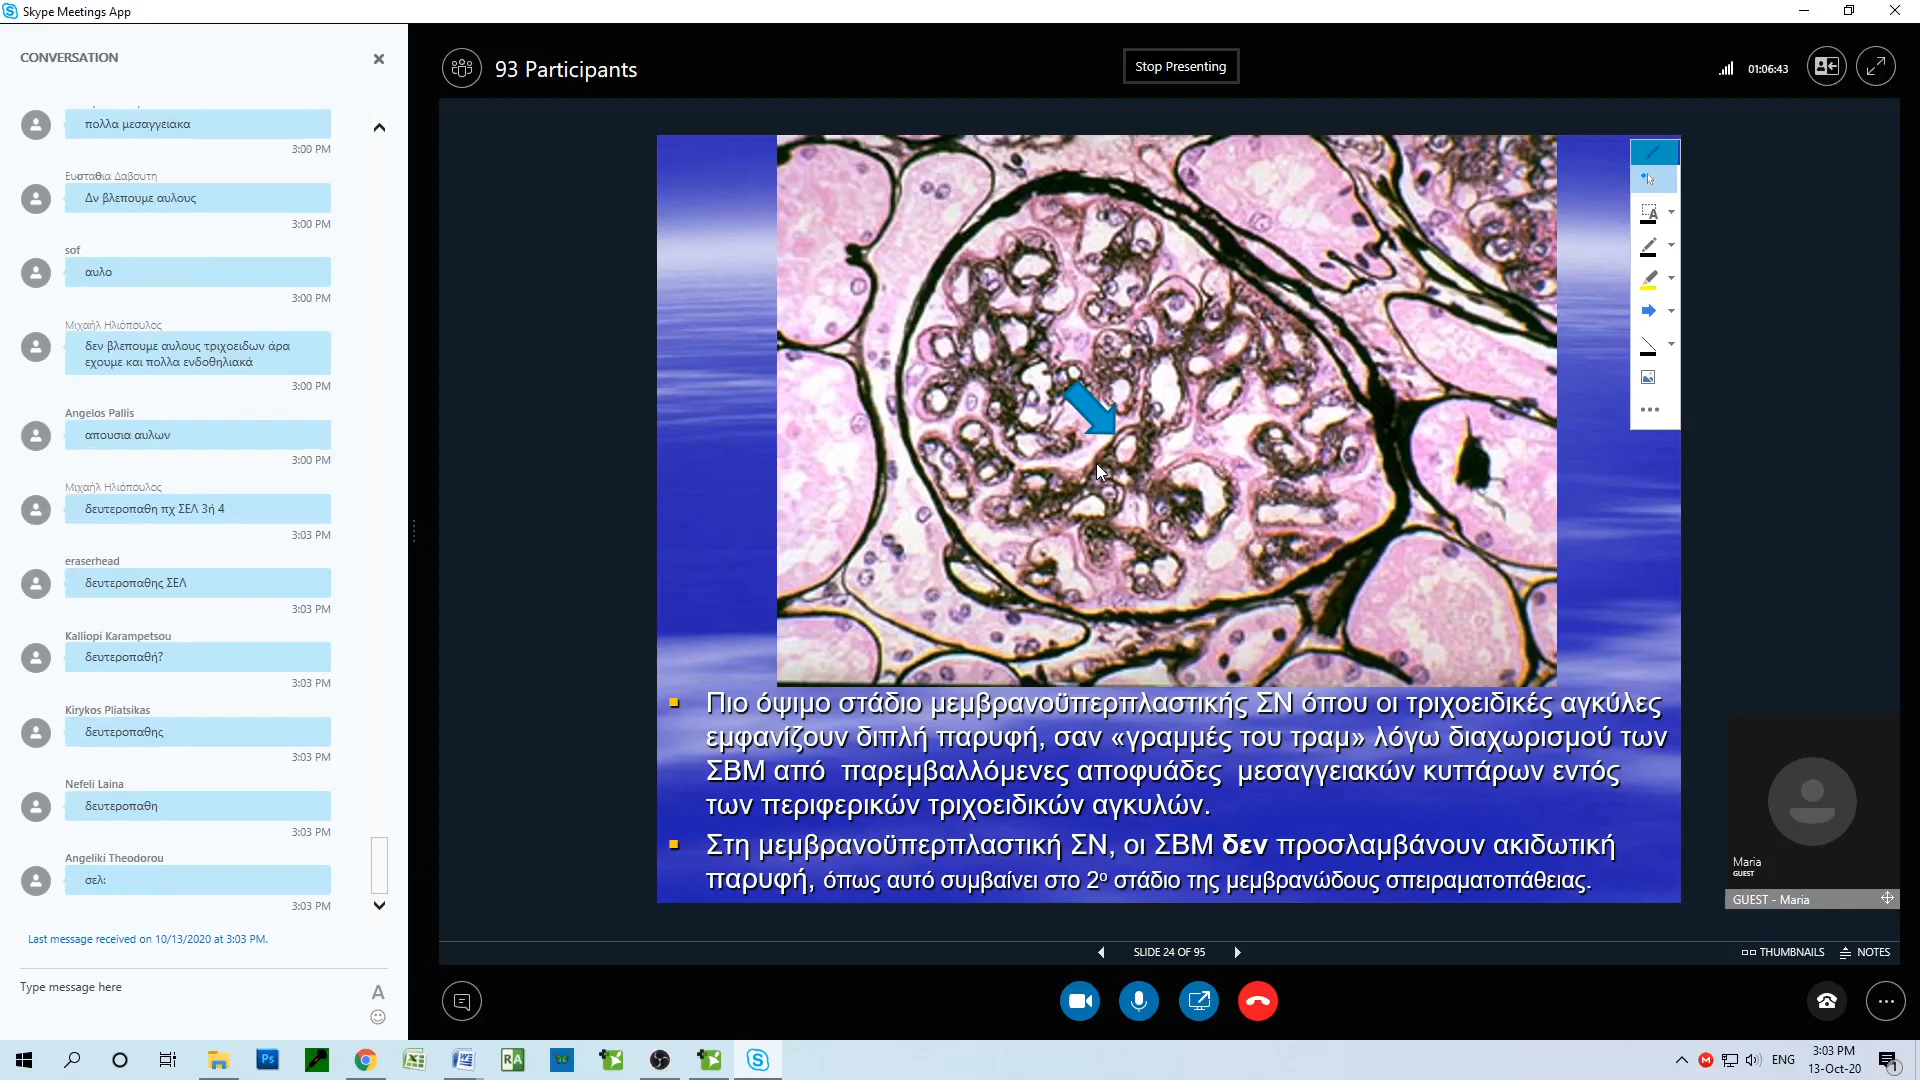 Skype Meetings App
CONVERSATION
πολλα μεσαγγειακα
3:00 PM
Ευσταθια Δαβουτη
Δν βλεπουμε αυλους
3:00 PM
sof
αυλο
3:00 PM
Μιχαήλ Ηλιόπουλος
δεν βλεπουμε αυλους τριχοειδων άρα
εχουμε και πολλα ενδοθηλιακά
3:00 PM
Angelos Pallis
απουσια αυλων
3:00 PM
Μιχαήλ Ηλιόπουλος
δευτεροπαθη πχ ΣΕΛ 3ή 4
3:03 PM
eraserhead
δευτεροπαθης ΣΕΛ
3:03 PM
Kalliopi Karampetsou
δευτεροπαθή?
3:03 PM
Kirykos Pliatsikas
δευτεροπαθης
3:03 PM
Nefeli Laina
δευτεροπαθη
3:03 PM
Angeliki Theodorou
σελ:
3:03 PM
Last message received on 10/13/2020 at 3:03 PM.
Type message here
93 Participants
Stop Presenting
01:06:43
Πιο όψιμο στάδιο μεμβρανοϋπερπλαστικής ΣΝ όπου οι τριχοειδικές αγκύλες
εμφανίζουν διπλή παρυφή, σαν «γραμμές του τραμ» λόγω διαχωρισμού των
ΣΒΜ από παρεμβαλλόμενες αποφυάδες μεσαγγειακών κυττάρων εντός
των περιφερικών τριχοειδικών αγκυλών.
Στη μεμβρανοϋπερπλαστική ΣΝ, οι ΣΒΜ δεν προσλαμβάνουν ακιδωτική
παρυφή, όπως αυτό συμβαίνει στο 2ο στάδιο της μεμβρανώδους σπειραματοπάθειας.
Maria
GUEST
GUEST - Maria
SLIDE 24 OF 95
THUMBNAILS
NOTES
ENG
3:03 PM
13-Oct-20